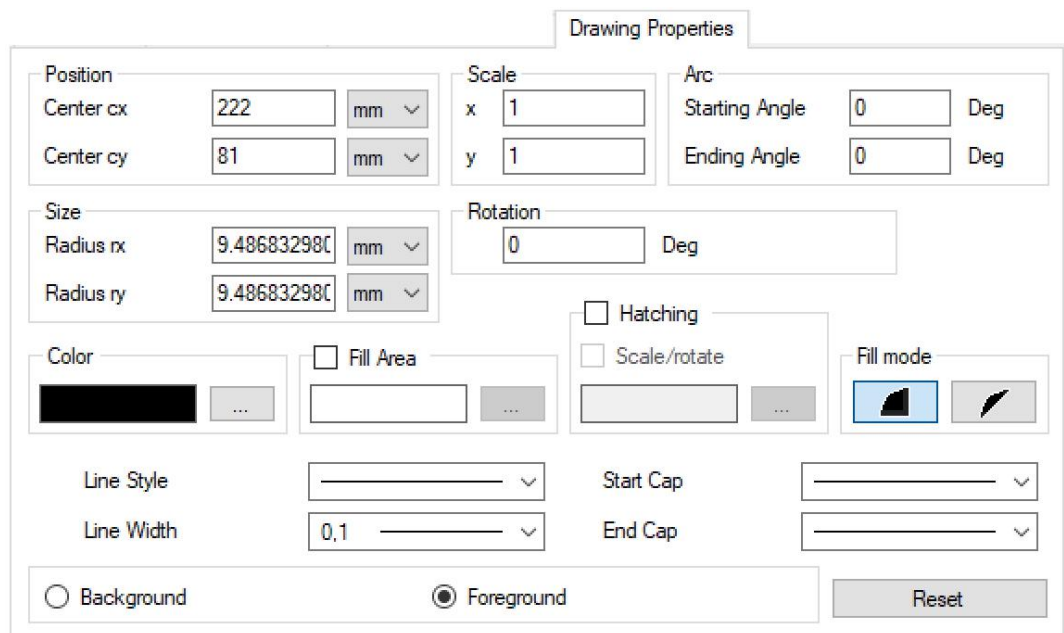 Drawing Properties
Position
Center cx 222 mm
Center cy 81 mm
Scale
x 1
y 1
Arc
Starting Angle 0 Deg
Ending Angle 0 Deg
Size
Radius rx 9.48683298 mm
Radius ry 9.48683298 mm
Rotation
0 Deg
Color
...
Fill Area
...
Hatching
Scale/rotate
...
Fill mode
Line Style
Line Width 0,1
Start Cap
End Cap
Background
Foreground
Reset